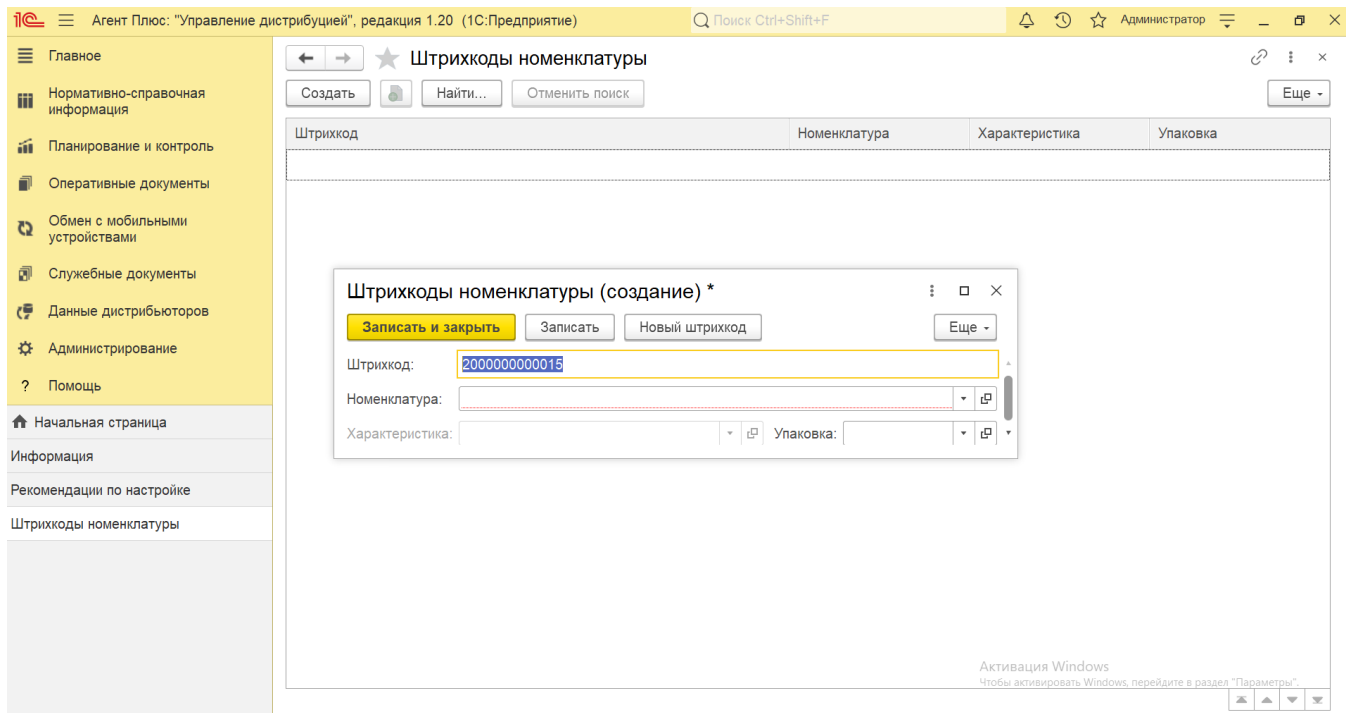 Агент Плюс: "Управление дистрибуцией", редакция 1.20 (1С:Предприятие)
Поиск Ctrl+Shift+F
Администратор
Главное
Нормативно-справочная
информация
Планирование и контроль
Оперативные документы
Обмен с мобильными
устройствами
Служебные документы
Данные дистрибьюторов
Администрирование
? Помощь
Начальная страница
Информация
Рекомендации по настройке
Штрихкоды номенклатуры
Штрихкоды номенклатуры
Создать Найти... Отменить поиск Еще
Штрихкод Номенклатура Характеристика Упаковка
Штрихкоды номенклатуры (создание) *
Записать и закрыть Записать Новый штрихкод Еще
Штрихкод: 2000000000015
Номенклатура:
Характеристика: Упаковка:
Активация Windows
Чтобы активировать Windows, перейдите в раздел "Параметры".